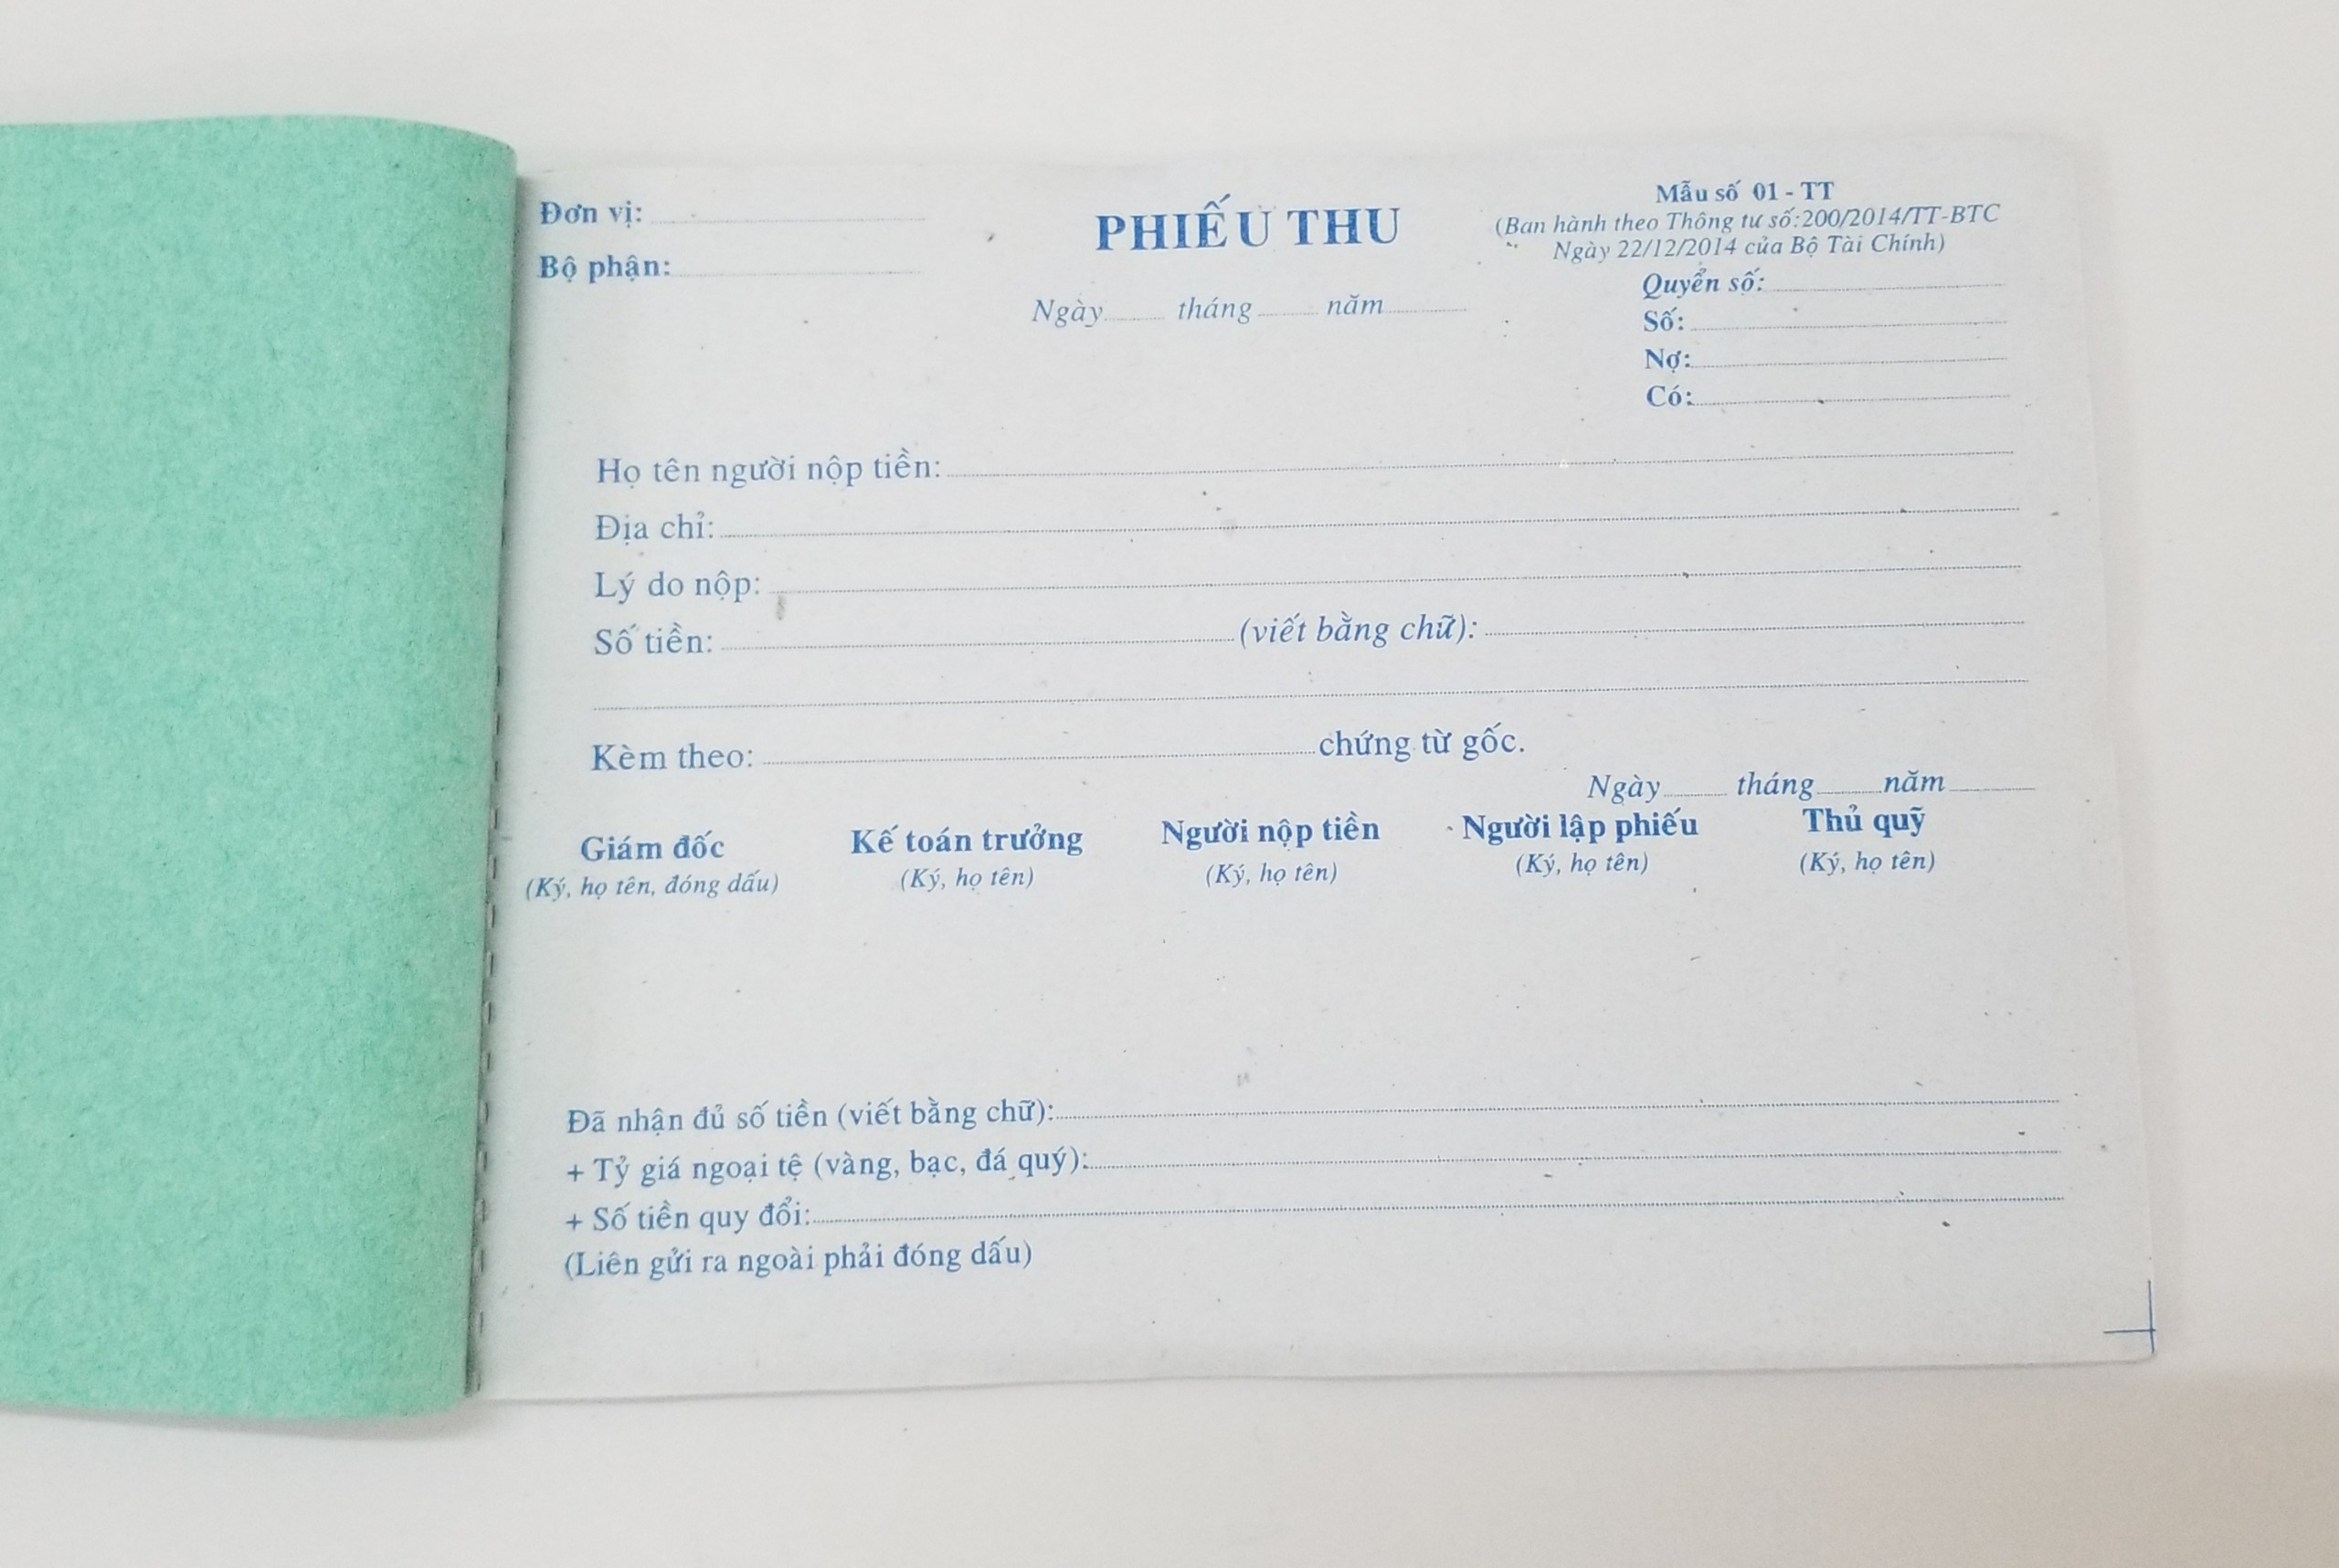 Đơn vị:
Bộ phận:
PHIẾU THU
Ngày tháng năm
Mẫu số 01 - TT
(Ban hành theo Thông tư số:200/2014/TT-BTC
Ngày 22/12/2014 của Bộ Tài Chính)
Quyển số:
Số:
Nợ:
Có:
Họ tên người nộp tiền:
Địa chỉ:
Lý do nộp:
Số tiền: (viết bằng chữ):
Kèm theo: chứng từ gốc.
Ngày tháng năm
Giám đốc Kế toán trưởng Người nộp tiền Người lập phiếu Thủ quỹ
(Ký, họ tên, đóng dấu) (Ký, họ tên) (Ký, họ tên) (Ký, họ tên) (Ký, họ tên)
Đã nhận đủ số tiền (viết bằng chữ):
+ Tỷ giá ngoại tệ (vàng, bạc, đá quý):
+ Số tiền quy đổi:
(Liên gửi ra ngoài phải đóng dấu)